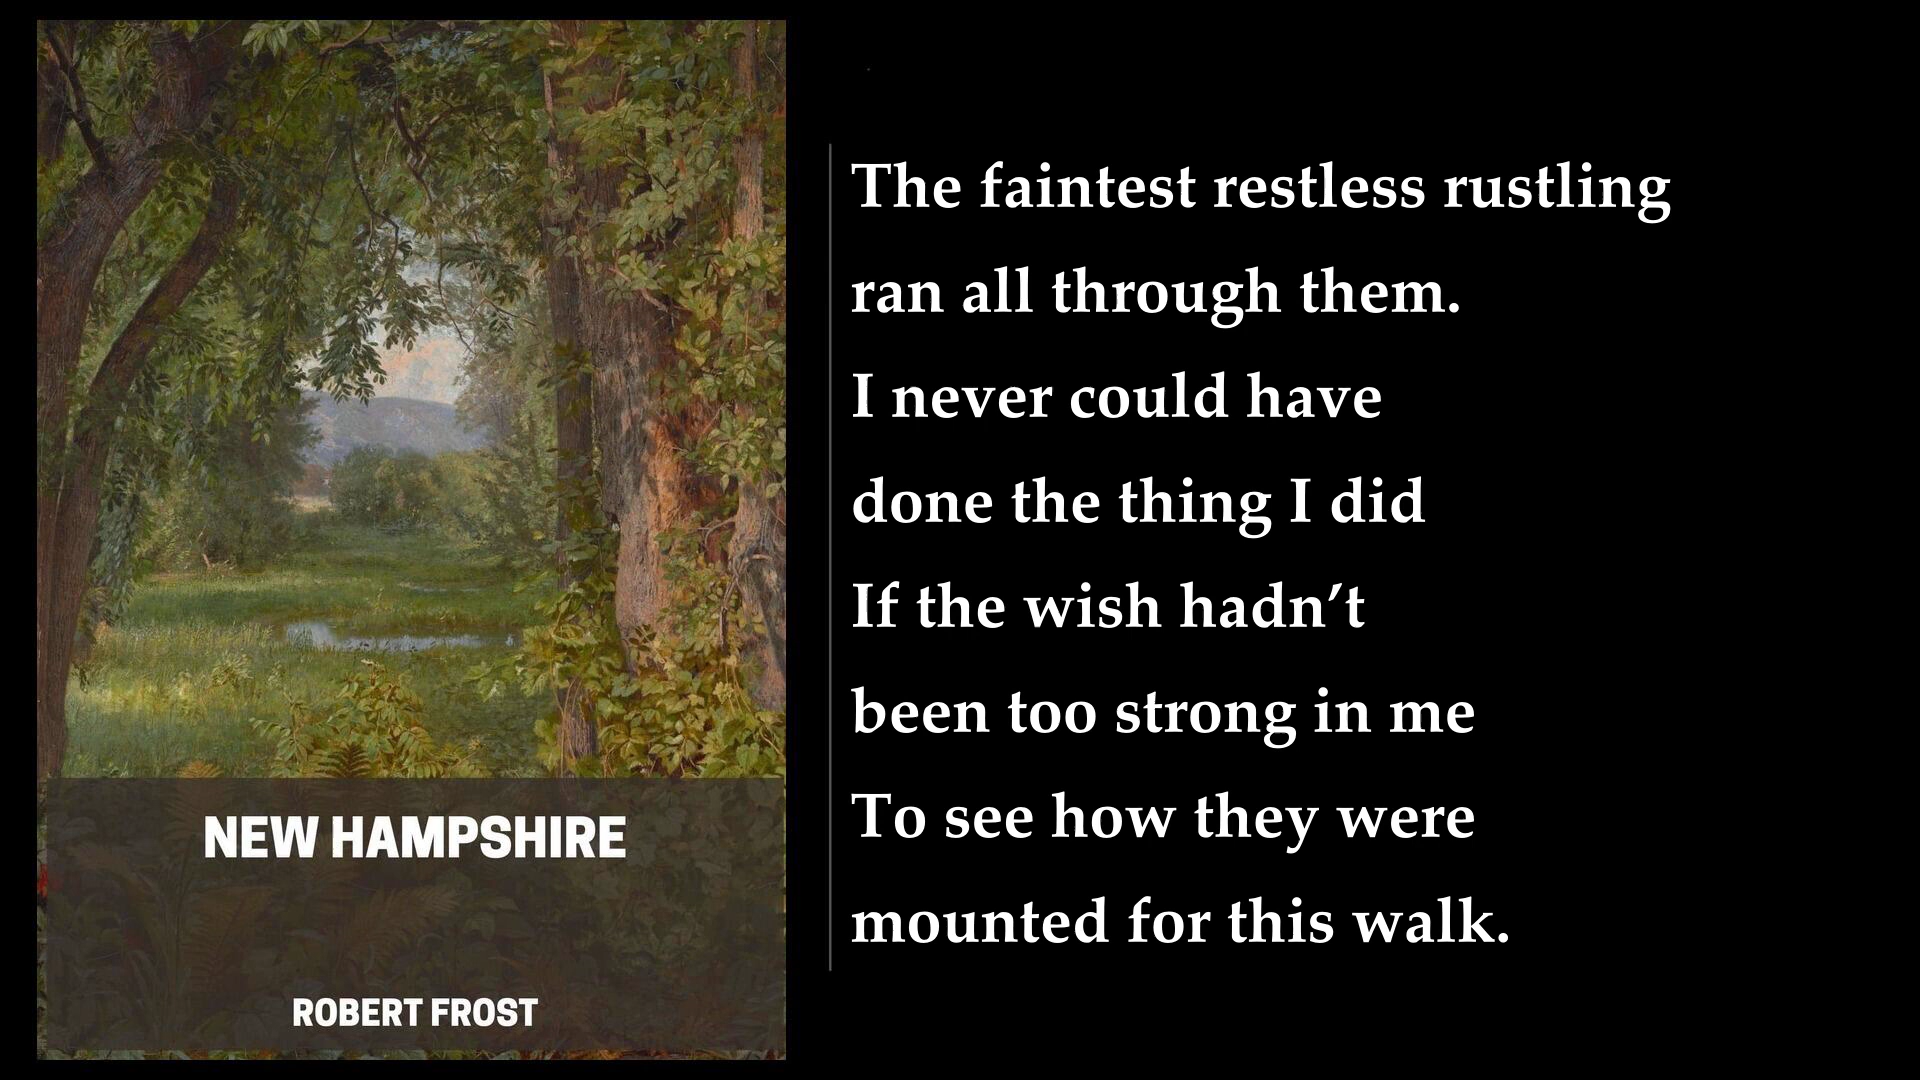 NEW HAMPSHIRE
ROBERT FROST
The faintest restless rustling
ran all through them.
I never could have
done the thing I did
If the wish hadn’t
been too strong in me
To see how they were
mounted for this walk.